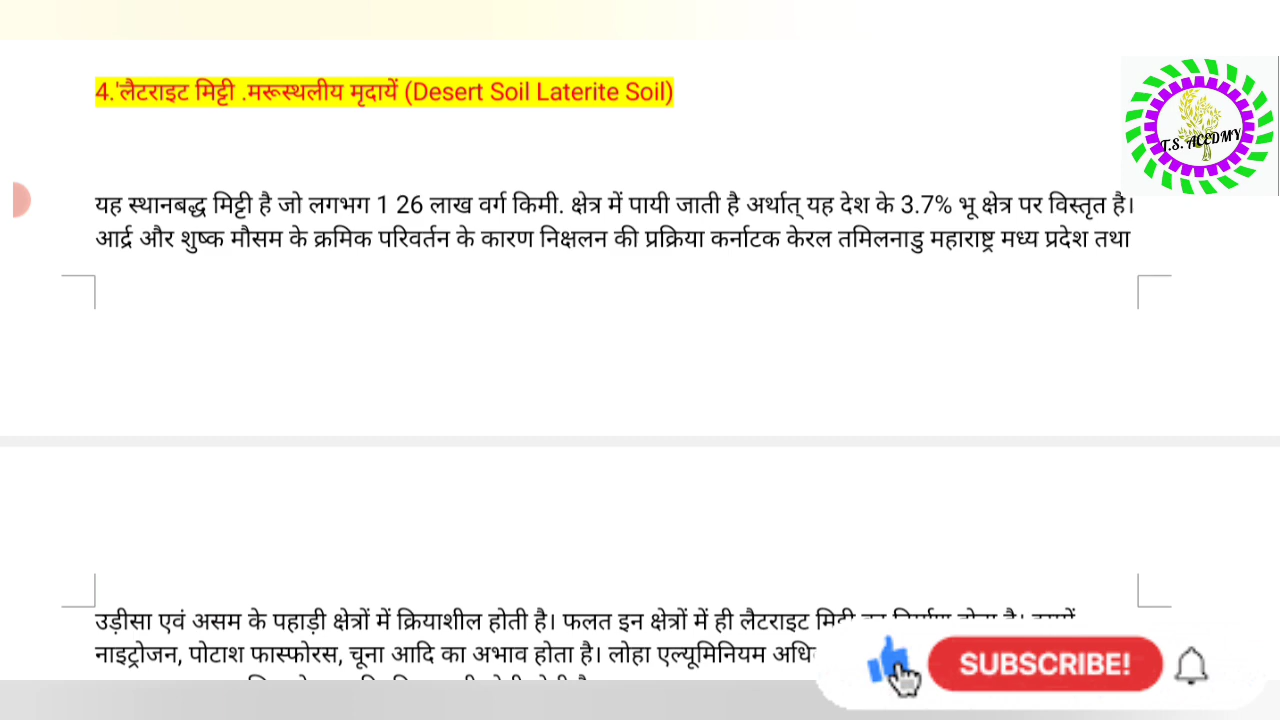 4.'लैटराइट मिट्टी .मरूस्थलीय मृदायें (Desert Soil Laterite Soil)
T.S. ACEDMY
यह स्थानबद्ध मिट्टी है जो लगभग 1 26 लाख वर्ग किमी. क्षेत्र में पायी जाती है अर्थात् यह देश के 3.7% भू क्षेत्र पर विस्तृत है।
आर्द्र और शुष्क मौसम के क्रमिक परिवर्तन के कारण निक्षलन की प्रक्रिया कर्नाटक केरल तमिलनाडु महाराष्ट्र मध्य प्रदेश तथा
उड़ीसा एवं असम के पहाड़ी क्षेत्रों में क्रियाशील होती है। फलत इन क्षेत्रों में ही लैटराइट
नाइट्रोजन, पोटाश फास्फोरस, चूना आदि का अभाव होता है। लोहा एल्यूमिनियम
SUBSCRIBE!